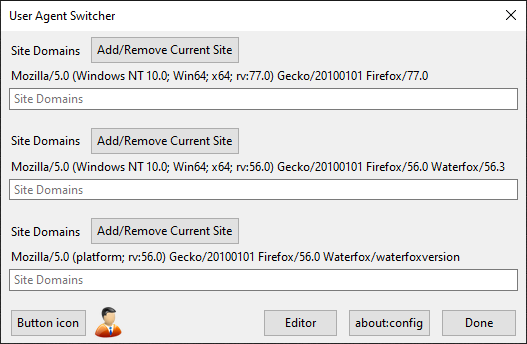 User Agent Switcher
Site Domains Add/Remove Current Site
Mozilla/5.0 (Windows NT 10.0; Win64; x64; rv:77.0) Gecko/20100101 Firefox/77.0
Site Domains
Site Domains Add/Remove Current Site
Mozilla/5.0 (Windows NT 10.0; Win64; x64; rv:56.0) Gecko/20100101 Firefox/56.0 Waterfox/56.3
Site Domains
Site Domains Add/Remove Current Site
Mozilla/5.0 (platform; rv:56.0) Gecko/20100101 Firefox/56.0 Waterfox/waterfoxversion
Site Domains
Button icon Editor about:config Done